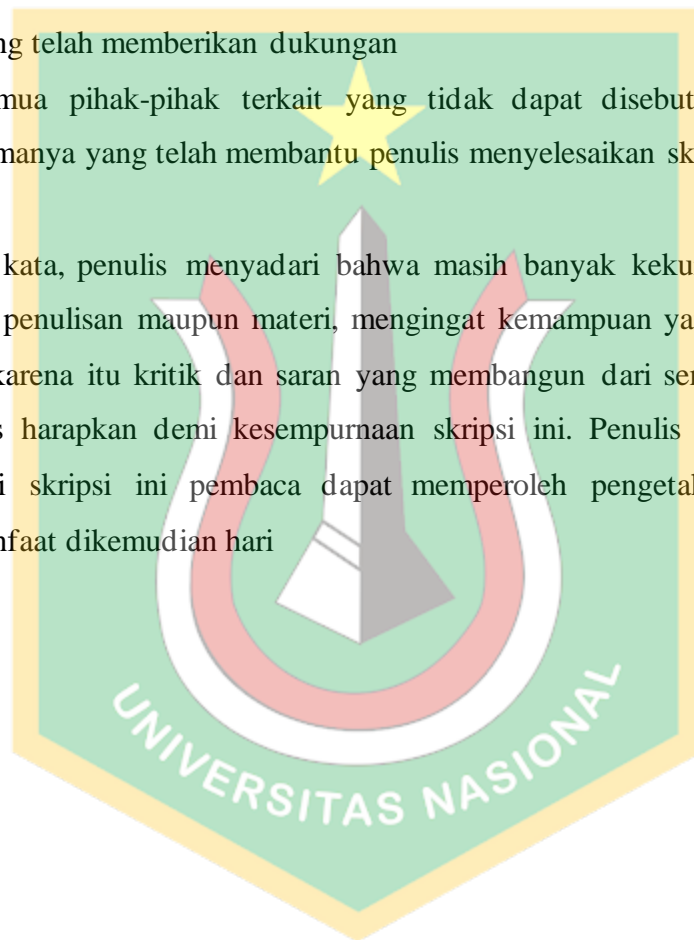 ng telah memberikan dukungan
mua pihak-pihak terkait yang tidak dapat disebut
manya yang telah membantu penulis menyelesaikan sk
kata, penulis menyadari bahwa masih banyak keku
penulisan maupun materi, mengingat kemampuan ya
karena itu kritik dan saran yang membangun dari ser
s harapkan demi kesempurnaan skripsi ini. Penulis
i skripsi ini pembaca dapat memperoleh pengetal
nfaat dikemudian hari
UNIVERSITAS NASIONAL